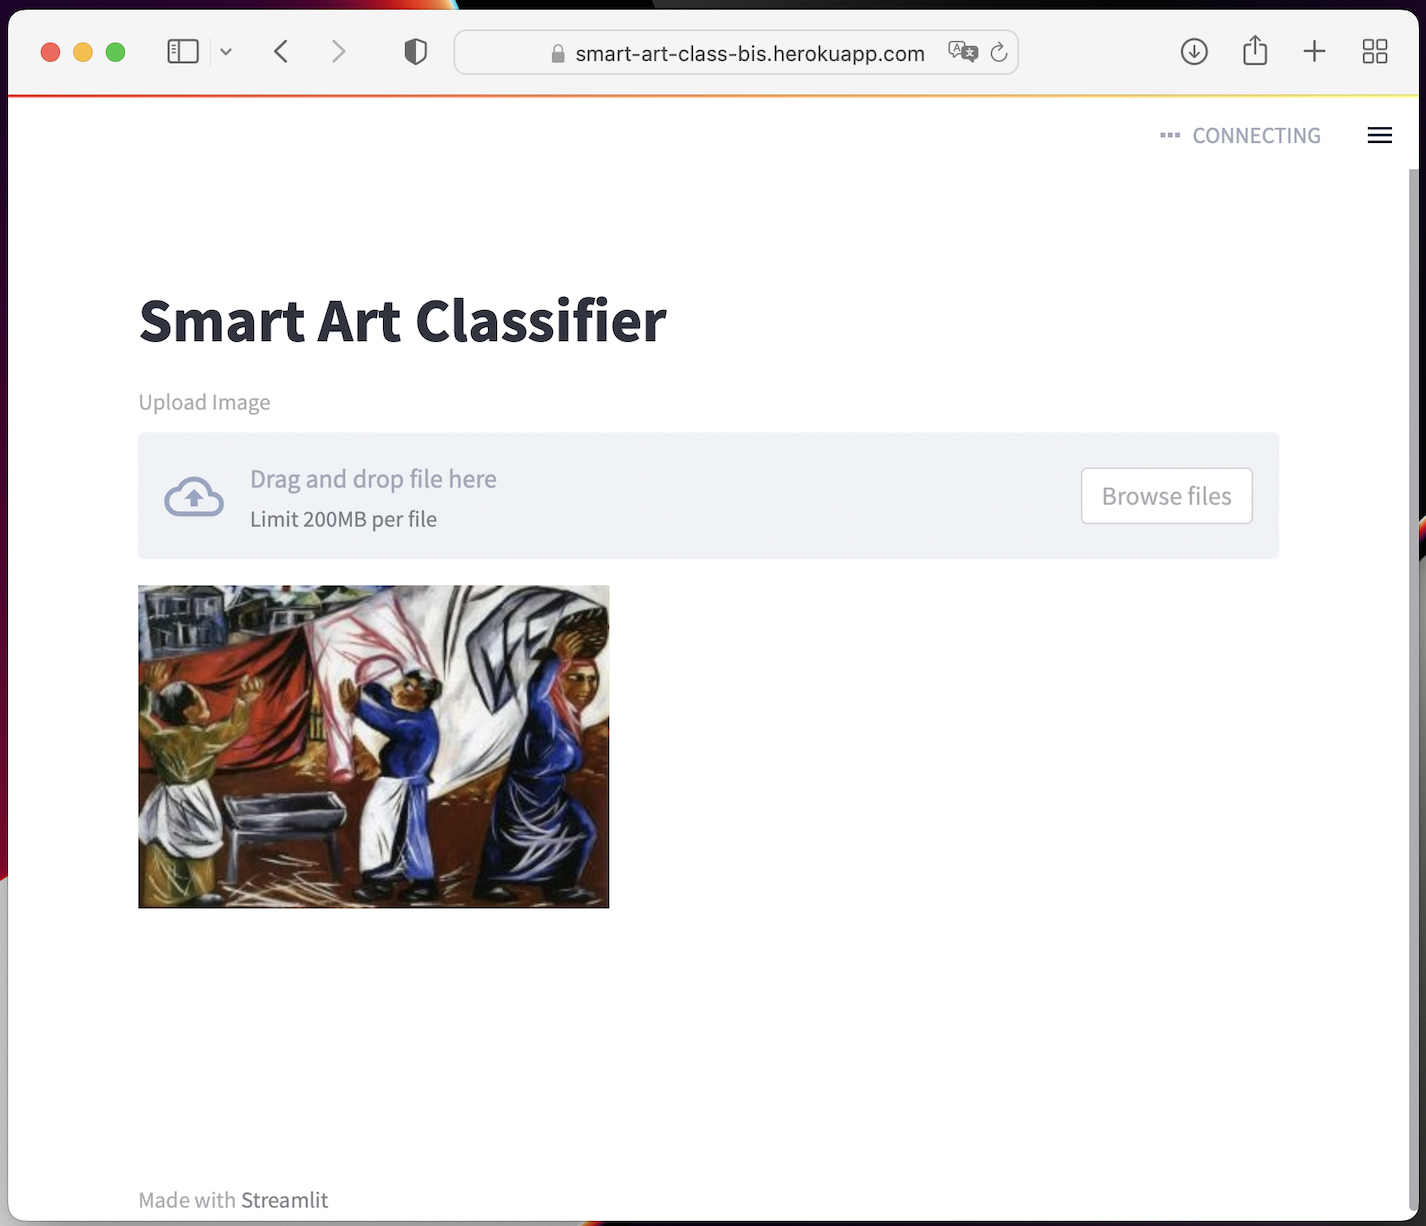 smart-art-class-bis.herokuapp.com
CONNECTING
Smart Art Classifier
Upload Image
Drag and drop file here
Limit 200MB per file
Browse files
Made with Streamlit